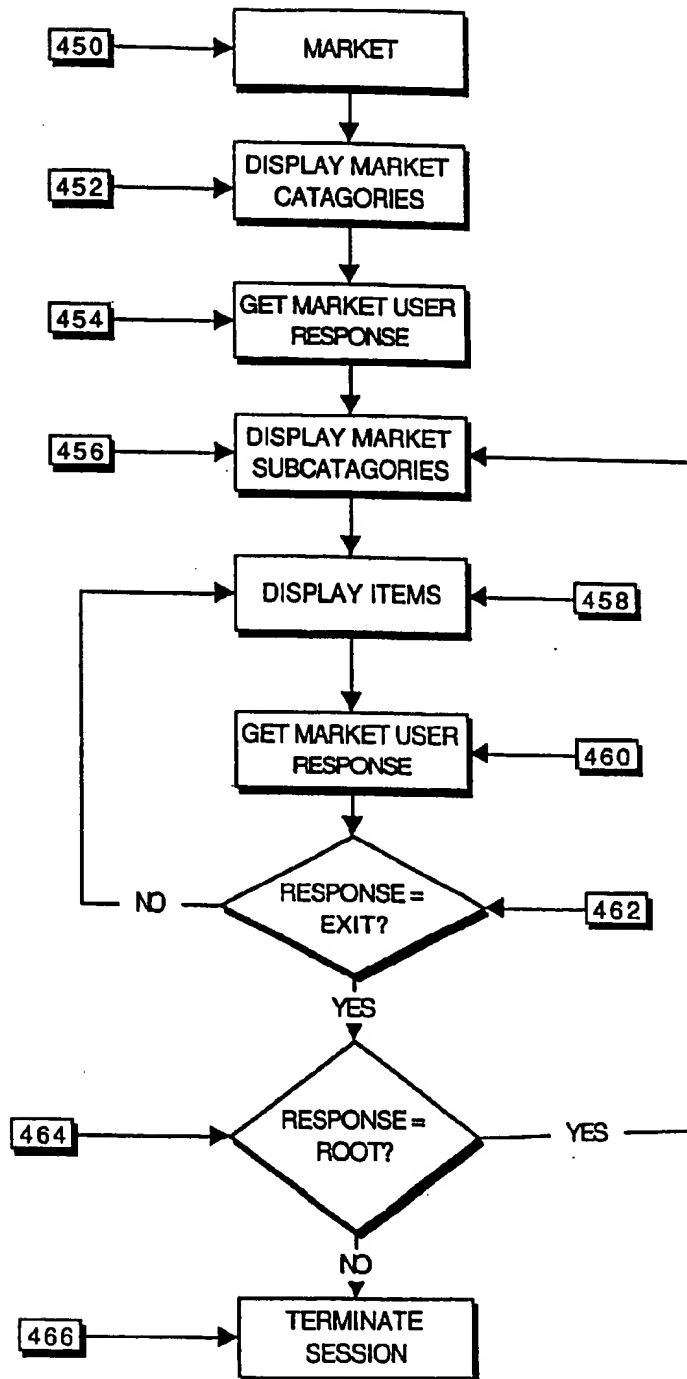 450
MARKET
452
DISPLAY MARKET
CATAGORIES
454
GET MARKET USER
RESPONSE
456
DISPLAY MARKET
SUBCATAGORIES
DISPLAY ITEMS
458
GET MARKET USER
RESPONSE
460
NO
RESPONSE =
EXIT?
462
YES
464
RESPONSE =
ROOT?
YES
NO
466
TERMINATE
SESSION